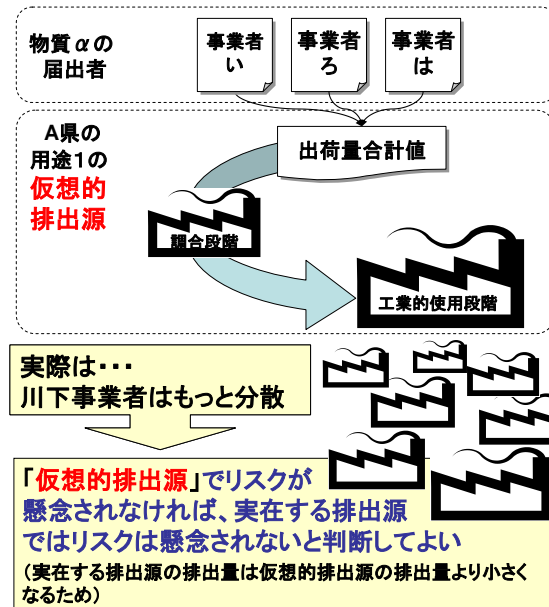 物質αの
届出者
事業者
い
事業者
ろ
事業者
は
A県の
用途1の
仮想的
排出源
出荷量合計値
調合段階
工業的使用段階
実際は・・・
川下事業者はもっと分散
「仮想的排出源」でリスクが
懸念されなければ、実在する排出源
ではリスクは懸念されないと判断してよい
（実在する排出源の排出量は仮想的排出源の排出量より小さく
なるため）